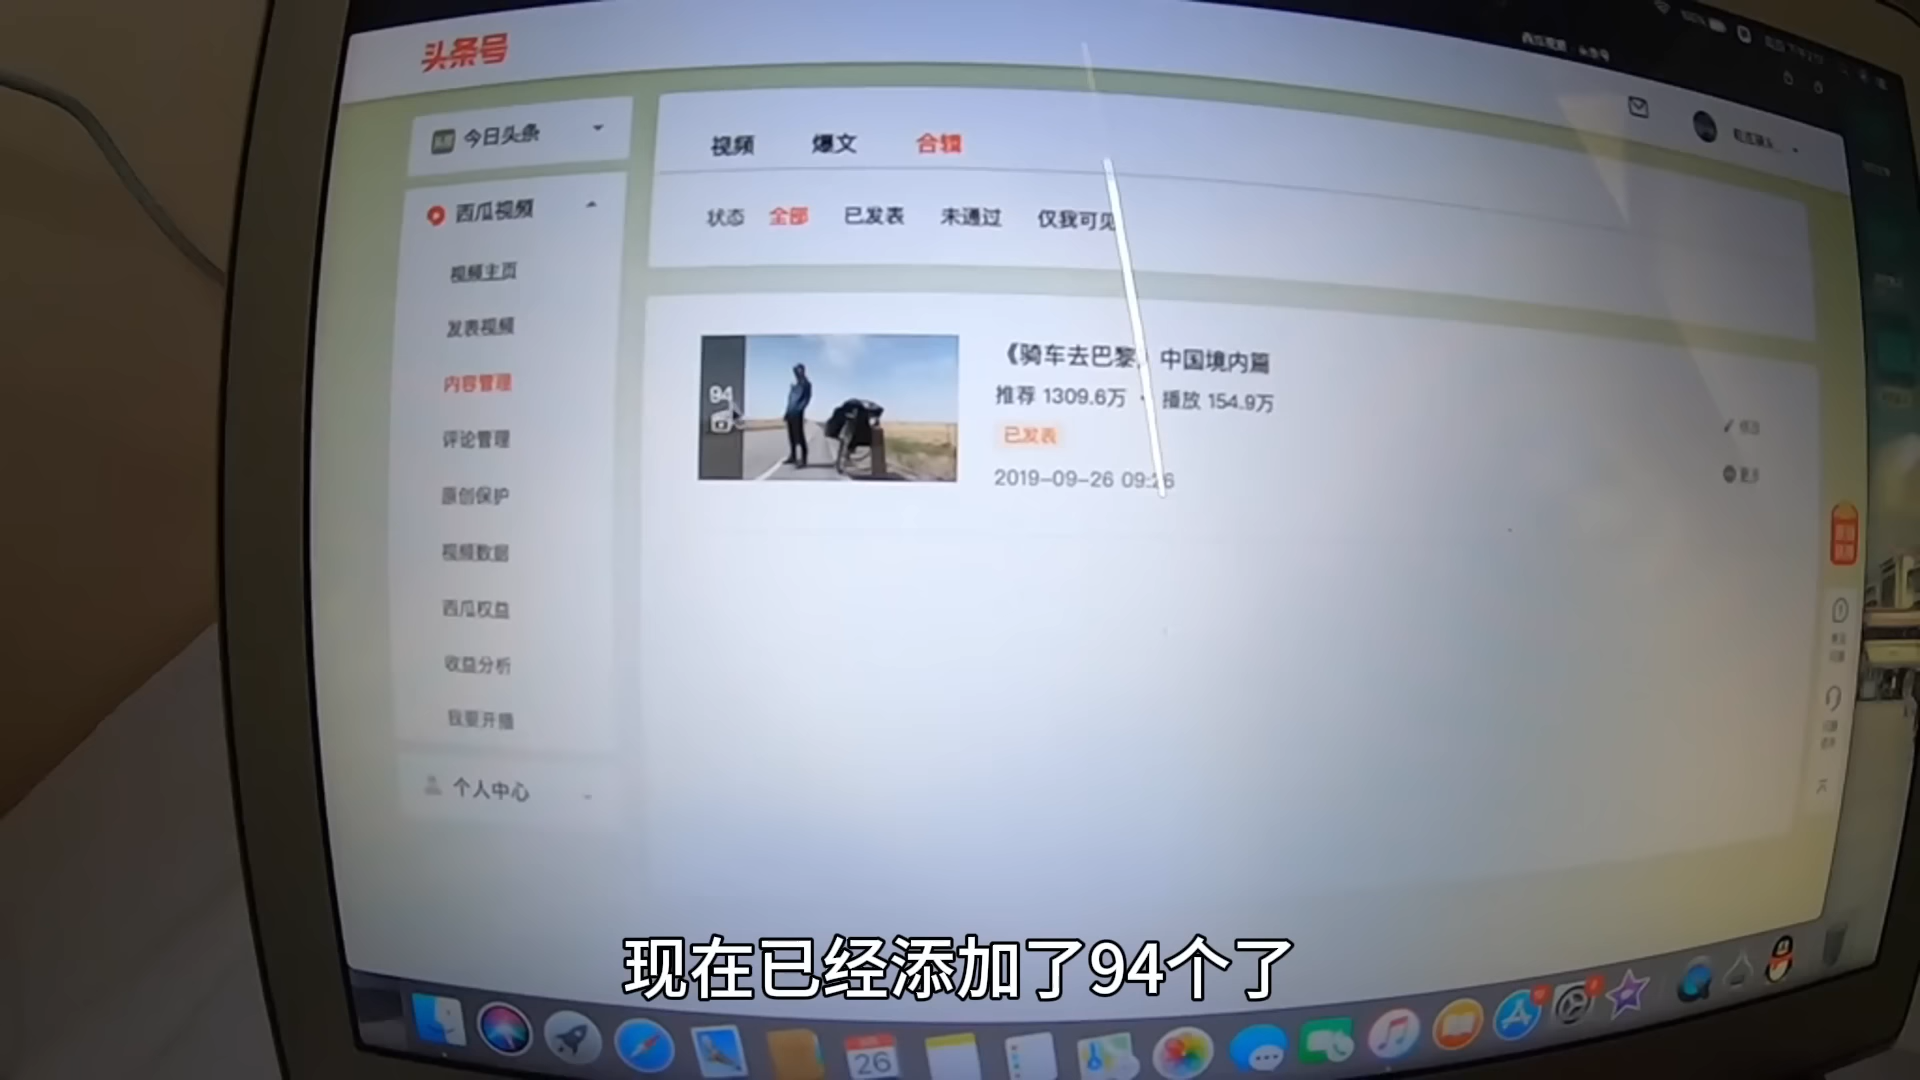 头条号
今日头条
西瓜视频
视频主页
发表视频
内容管理
评论管理
原创保护
视频数据
西瓜权益
收益分析
我要开播
个人中心
视频 爆文 合辑
状态 全部 已发表 未通过 仅我可见
94
《骑车去巴黎》中国境内篇
推荐 1309.6万 · 播放 154.9万
已发表
2019-09-26 09:26
修改
更多
26
现在已经添加了94个了